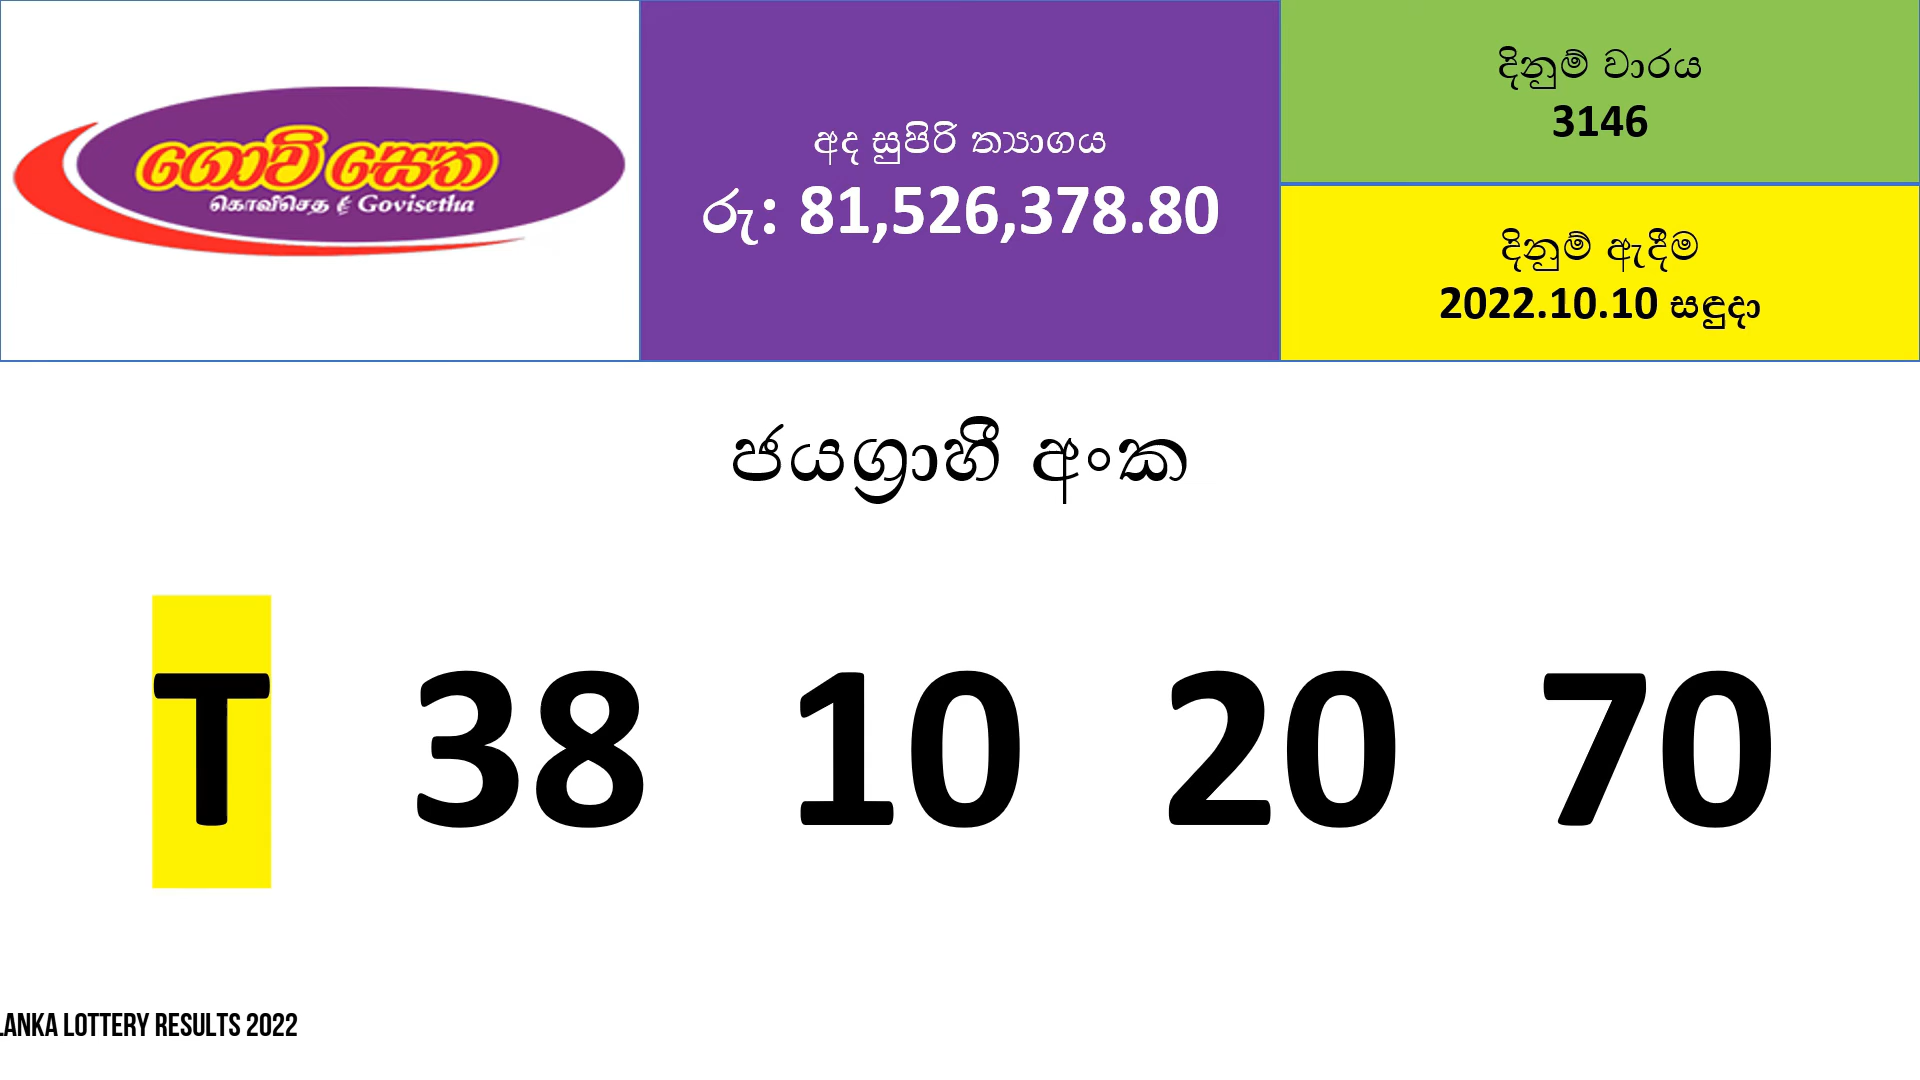 ගොවි සෙත
கொவிசெத
Govisetha
අද සුපිරි ත්‍යාගය
රු: 81,526,378.80
දිනුම් වාරය
3146
දිනුම් ඇදීම
2022.10.10 සඳුදා
ජයග්‍රාහී අංක
T 38 10 20 70
LANKA LOTTERY RESULTS 2022